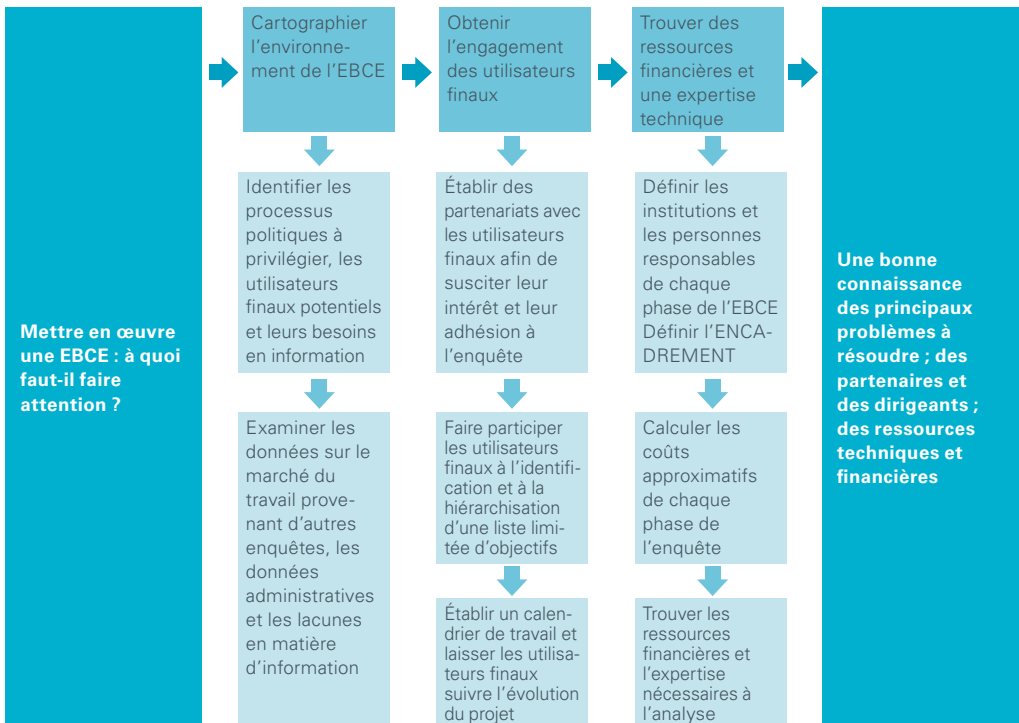 Mettre en œuvre
une EBCE : à quoi
faut-il faire
attention ?
Cartographier
l'environne-
ment de l'EBCE
Identifier les
processus
politiques à
privilégier, les
utilisateurs
finaux potentiels
et leurs besoins
en information
Examiner les
données sur le
marché du
travail prove-
nant d'autres
enquêtes, les
données
administratives
et les lacunes
en matière
d'information
Obtenir
l'engagement
des utilisateurs
finaux
Établir des
partenariats avec
les utilisateurs
finaux afin de
susciter leur
intérêt et leur
adhésion à
l'enquête
Faire participer
les utilisateurs
finaux à l'identifi-
cation et à la
hiérarchisation
d'une liste limi-
tée d'objectifs
Établir un calen-
drier de travail et
laisser les utilisa-
teurs finaux
suivre l'évolution
du projet
Trouver des
ressources
financières et
une expertise
technique
Définir les
institutions et
les personnes
responsables
de chaque
phase de l'EBCE
Définir l'ENCA-
DREMENT
Calculer les
coûts
approximatifs
de chaque
phase de
l'enquête
Trouver les
ressources
financières et
l'expertise
nécessaires à
l'analyse
Une bonne
connaissance
des principaux
problèmes à
résoudre ; des
partenaires et
des dirigeants ;
des ressources
techniques et
financières